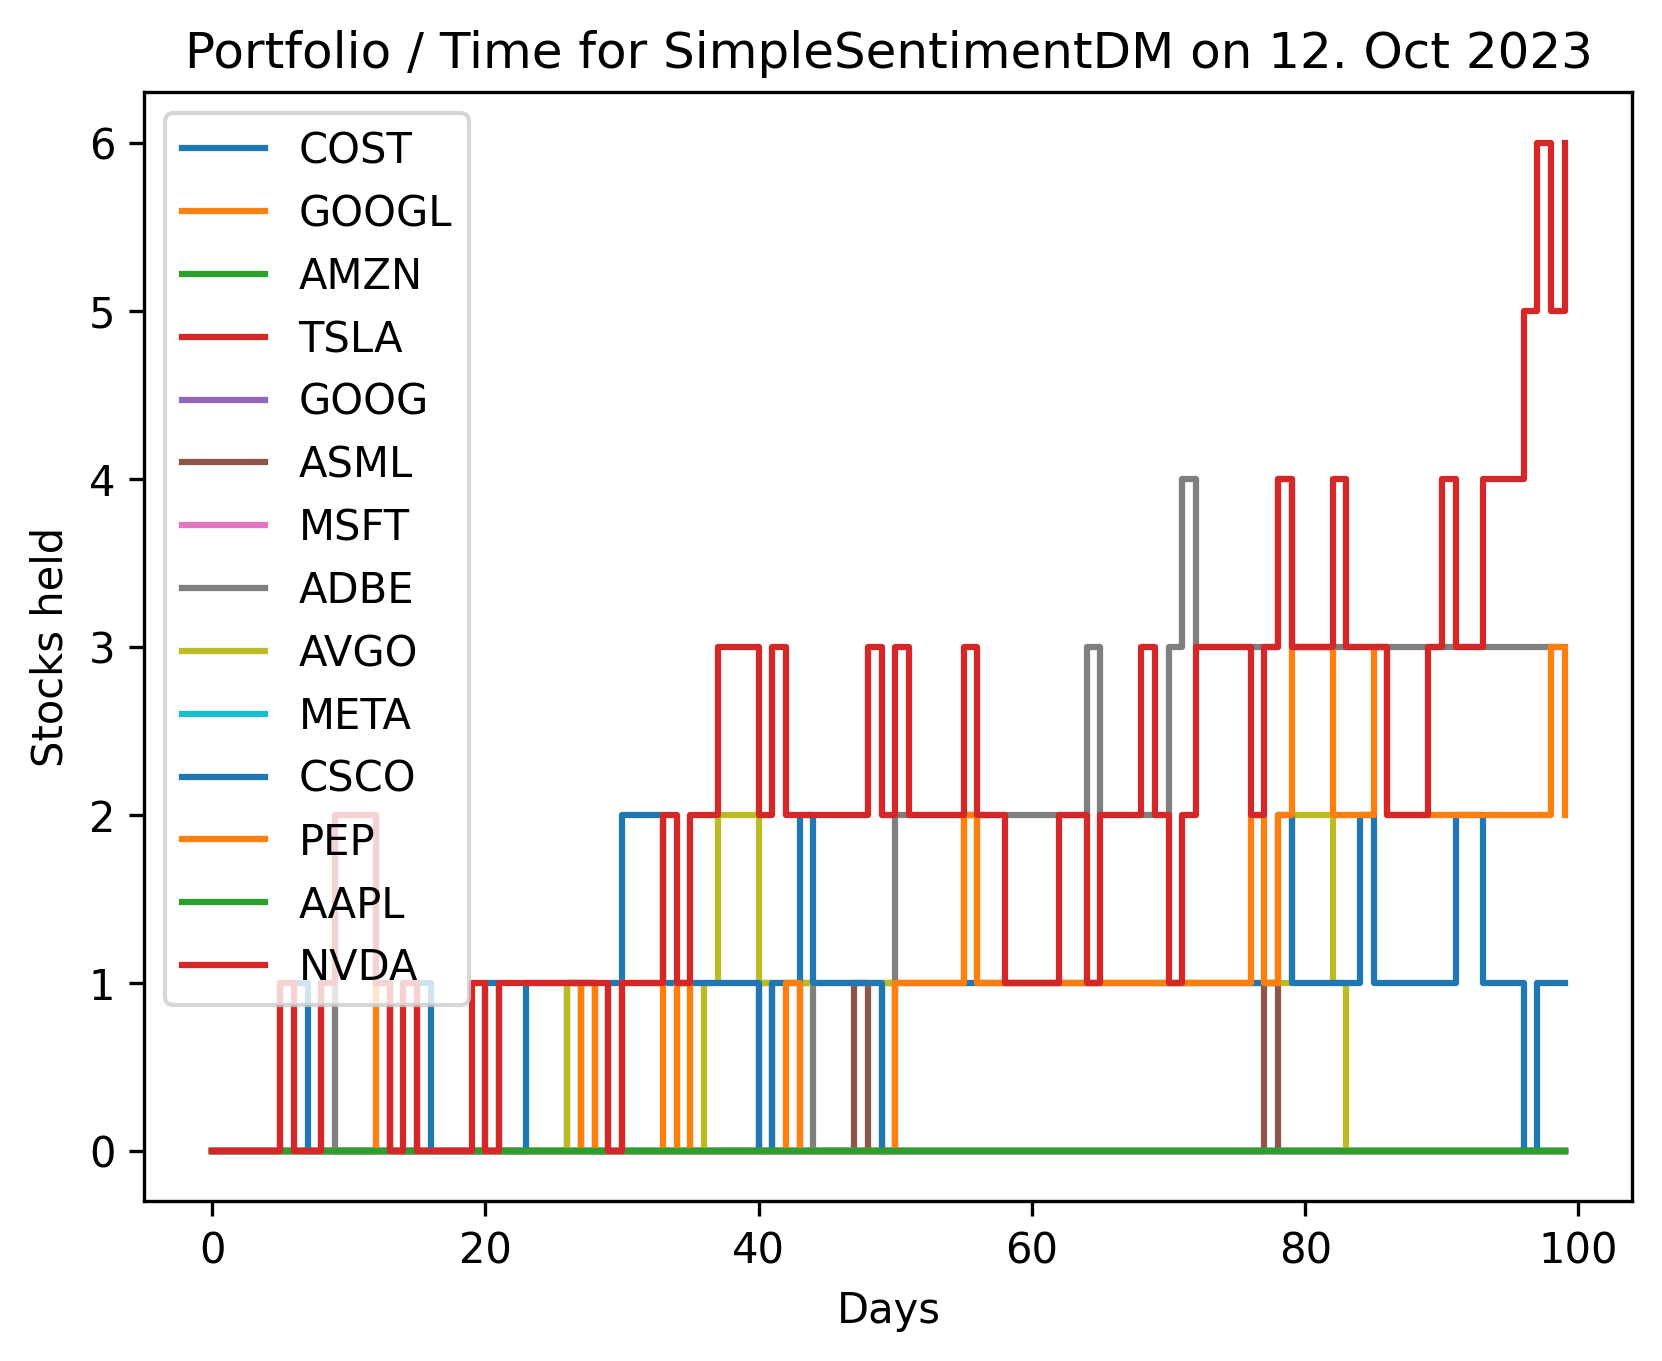 Portfolio / Time for SimpleSentimentDM on 12. Oct 2023
COST
GOOGL
AMZN
TSLA
GOOG
ASML
MSFT
ADBE
AVGO
META
CSCO
PEP
AAPL
NVDA
Stocks held
6
5
4
3
2
1
0
0 20 40 60 80 100
Days